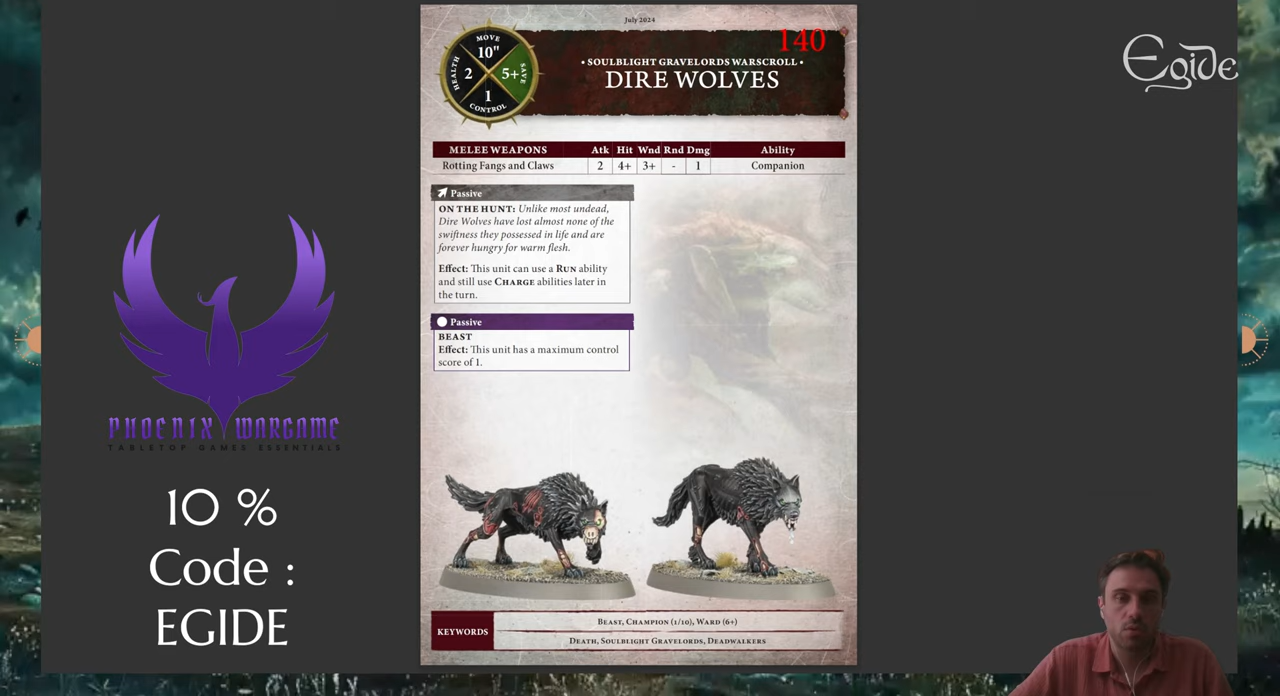 July 2024
140
• SOULBLIGHT GRAVELORDS WARSCROLL •
DIRE WOLVES
MOVE
10"
HEALTH
2
5+
SAVE
1
CONTROL
MELEE WEAPONS Atk Hit Wnd Rnd Dmg Ability
Rotting Fangs and Claws 2 4+ 3+ - 1 Companion
Passive
ON THE HUNT: Unlike most undead,
Dire Wolves have lost almost none of the
swiftness they possessed in life and are
forever hungry for warm flesh.
Effect: This unit can use a RUN ability
and still use CHARGE abilities later in
the turn.
Passive
BEAST
Effect: This unit has a maximum control
score of 1.
KEYWORDS
BEAST, CHAMPION (1/10), WARD (6+)
DEATH, SOULBLIGHT GRAVELORDS, DEADWALKERS
PHOENIX WARGAME
TABLETOP GAMES ESSENTIALS
10 %
Code :
EGIDE
Egide